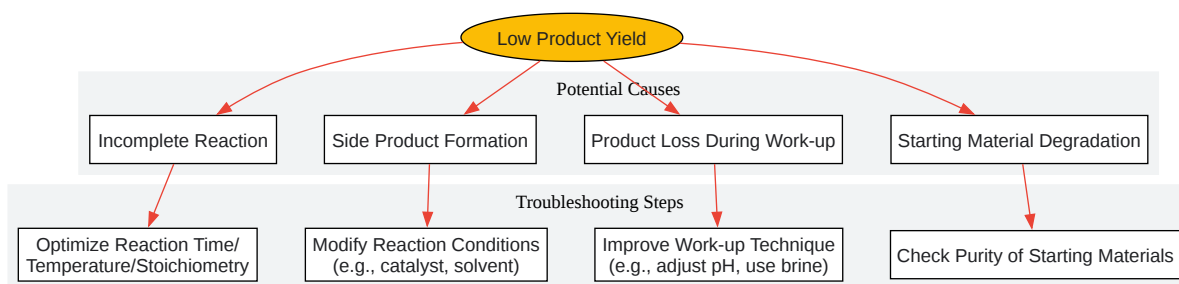 Low Product Yield
Potential Causes
Incomplete Reaction
Side Product Formation
Product Loss During Work-up
Starting Material Degradation
Troubleshooting Steps
Optimize Reaction Time/
Temperature/Stoichiometry
Modify Reaction Conditions
(e.g., catalyst, solvent)
Improve Work-up Technique
(e.g., adjust pH, use brine)
Check Purity of Starting Materials